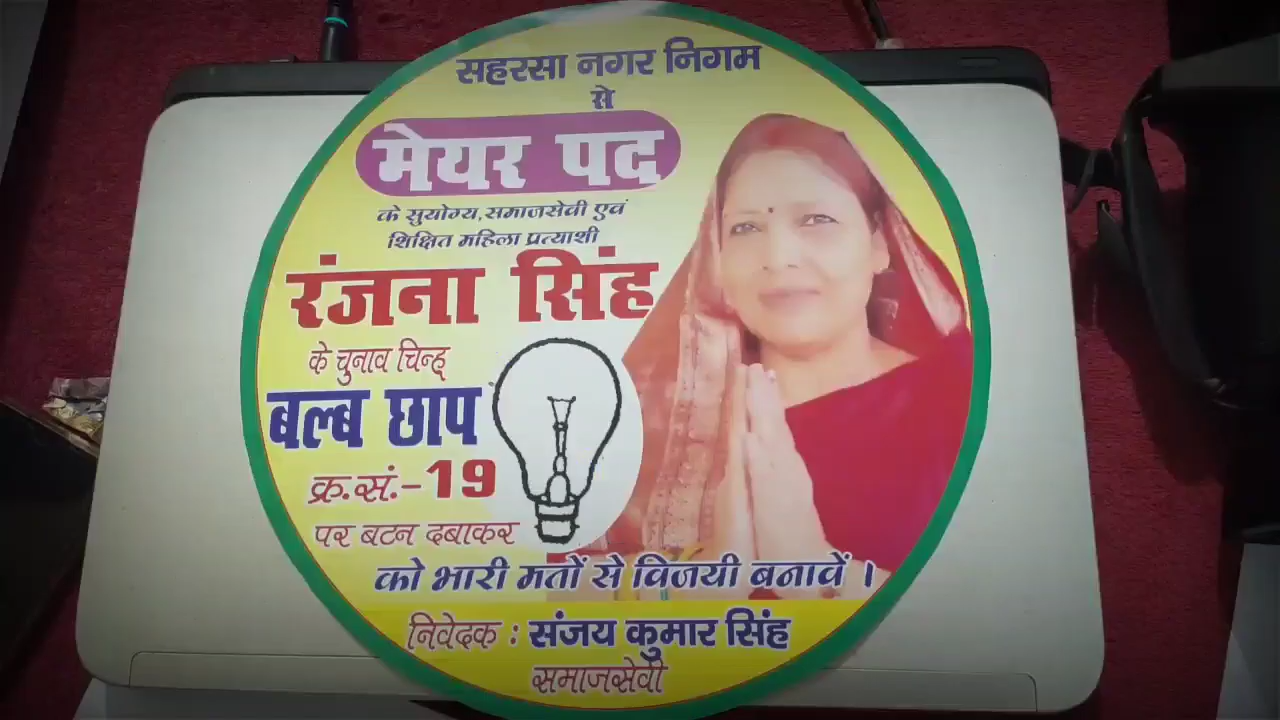 सहरसा नगर निगम
से
मेयर पद
के सुयोग्य,समाजसेवी एवं
शिक्षित महिला प्रत्याशी
रंजना सिंह
के चुनाव चिन्ह्
बल्ब छाप
क्र.सं.-19
पर बटन दबाकर
को भारी मतों से विजयी बनावें ।
निवेदक : संजय कुमार सिंह
समाजसेवी